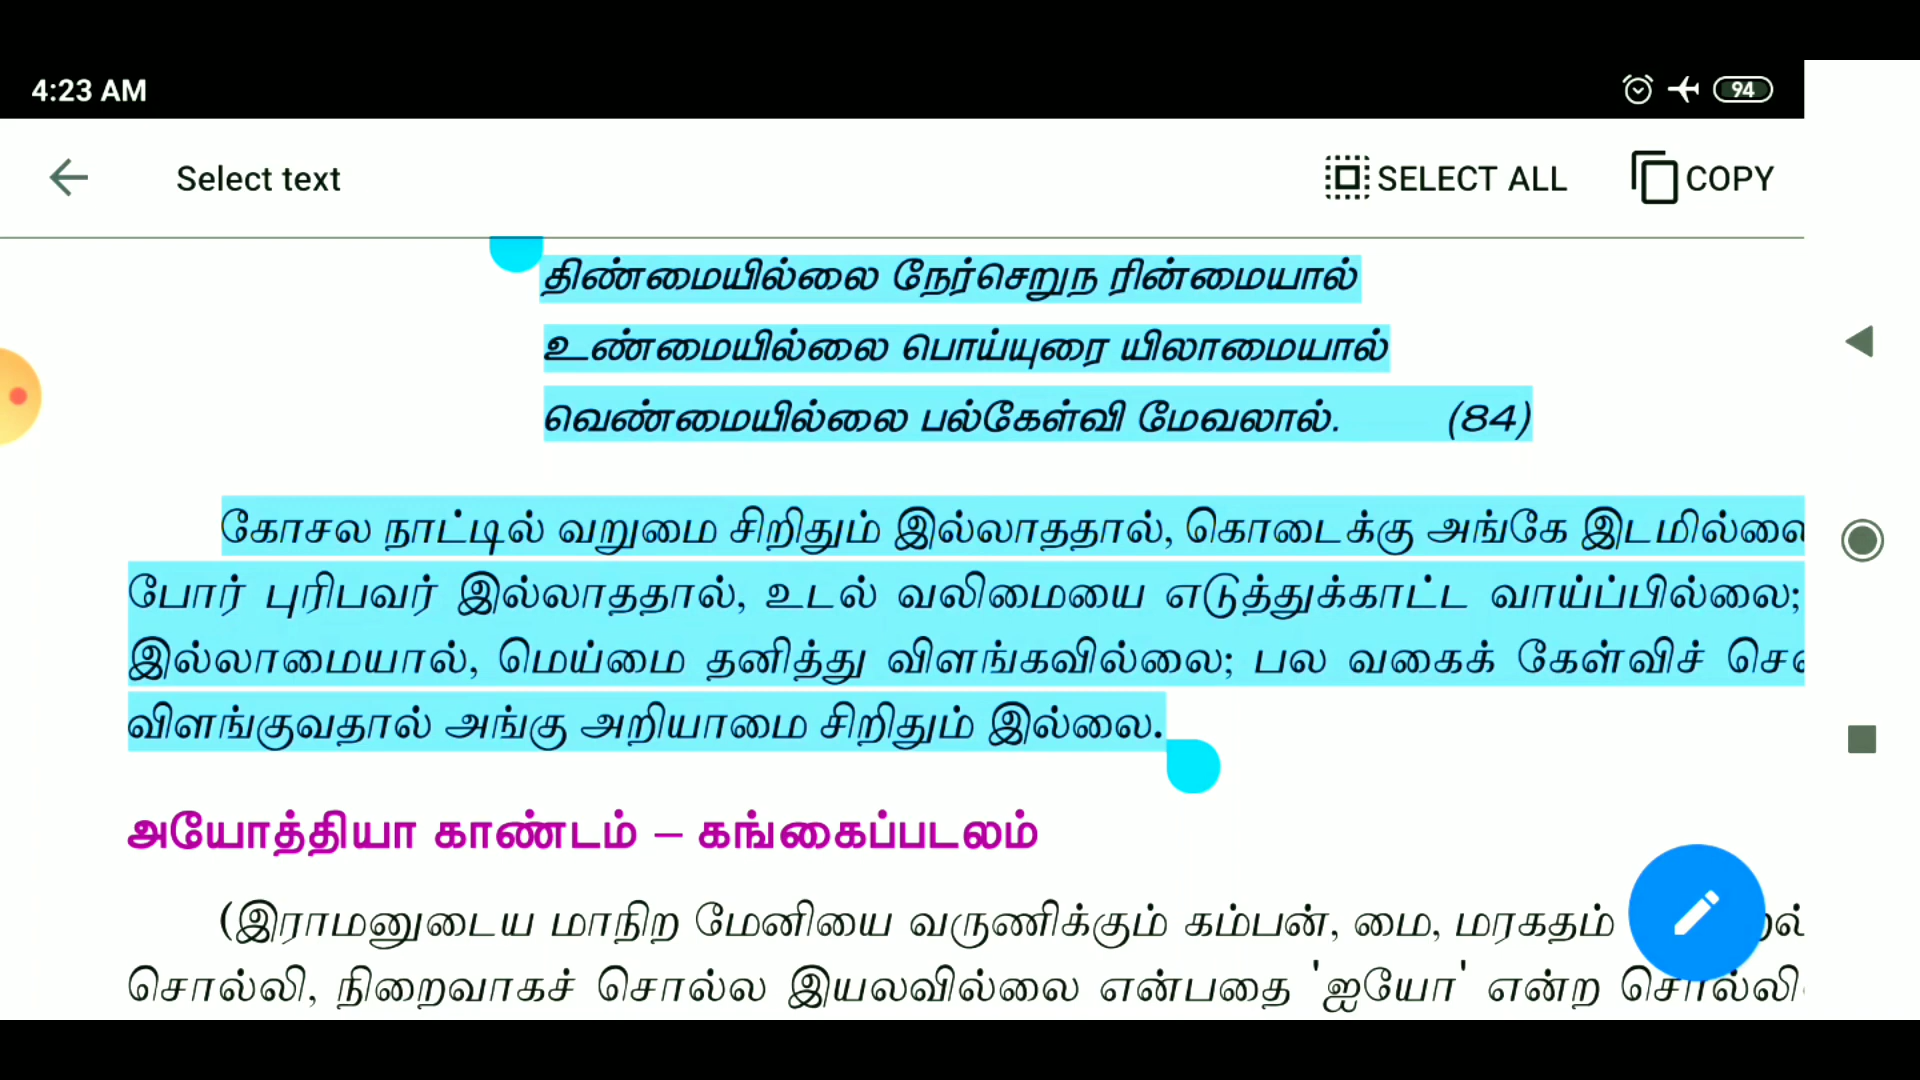 4:23 AM
94
Select text
SELECT ALL
COPY
திண்மையில்லை நேர்செறுந ரின்மையால்
உண்மையில்லை பொய்யுரை யிலாமையால்
வெண்மையில்லை பல்கேள்வி மேவலால். (84)
கோசல நாட்டில் வறுமை சிறிதும் இல்லாததால், கொடைக்கு அங்கே
போர் புரிபவர் இல்லாததால், உடல் வலிமையை எடுத்துக்காட்ட வாய்ப்பில்லை;
இல்லாமையால், மெய்மை தனித்து விளங்கவில்லை; பல வகைக் கேள்விச்
விளங்குவதால் அங்கு அறியாமை சிறிதும் இல்லை.
அயோத்தியா காண்டம் – கங்கைப்படலம்
(இராமனுடைய மாநிற மேனியை வருணிக்கும் கம்பன், மை, மரகதம்
சொல்லி, நிறைவாகச் சொல்ல இயலவில்லை என்பதை 'ஐயோ' என்ற